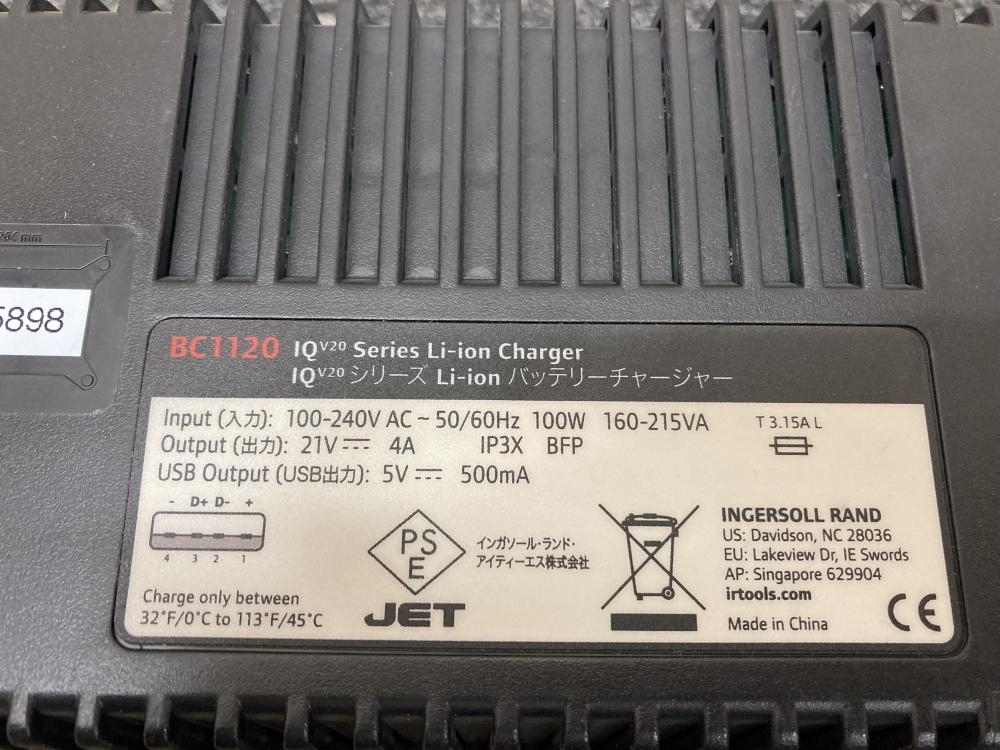 264 mm
5898
BC1120 IQV20 Series Li-ion Charger
IQV20 シリーズ Li-ion バッテリーチャージャー
Input (入力): 100-240V AC ~ 50/60Hz 100W 160-215VA
T 3.15A L
Output (出力): 21V ⎓ 4A IP3X BFP
USB Output (USB出力): 5V ⎓ 500mA
- D+ D- +
4 3 2 1
Charge only between
32°F/0°C to 113°F/45°C
PS
E
インガソール・ランド・
アイティーエス株式会社
JET
INGERSOLL RAND
US: Davidson, NC 28036
EU: Lakeview Dr, IE Swords
AP: Singapore 629904
irtools.com
Made in China
CE